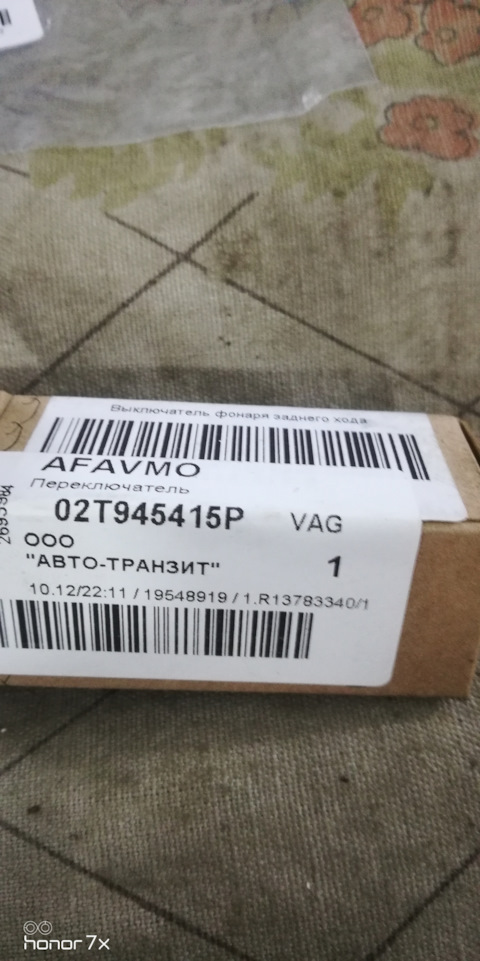 Выключатель фонаря заднего хода
AFAVMO
Переключатель
02T945415P VAG
ООО
"АВТО-ТРАНЗИТ" 1
10.12/22:11 / 19548919 / 1.R13783340/1
honor 7x